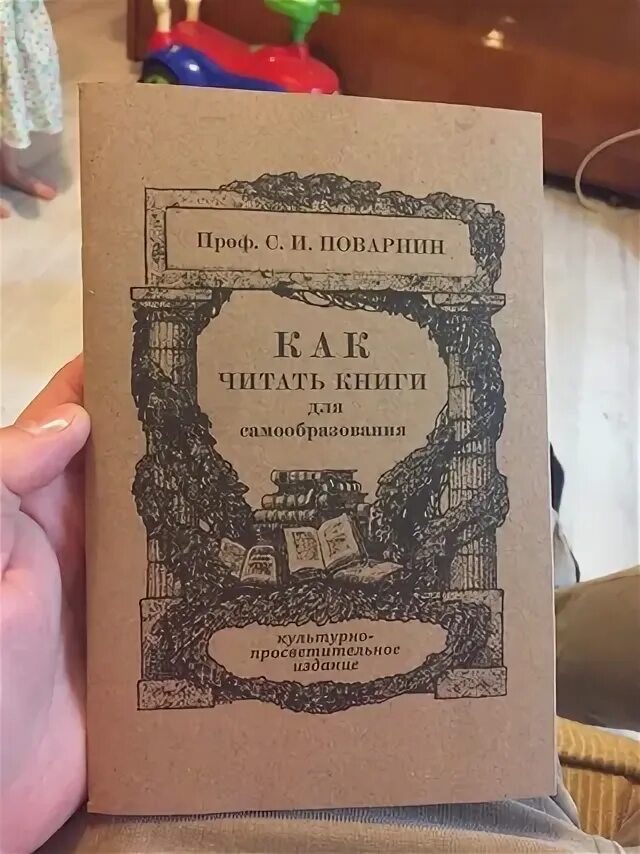 Проф. С. И. ПОВАРНИН
КАК
ЧИТАТЬ КНИГИ
для
самообразования
культурно-
просветительное
издание